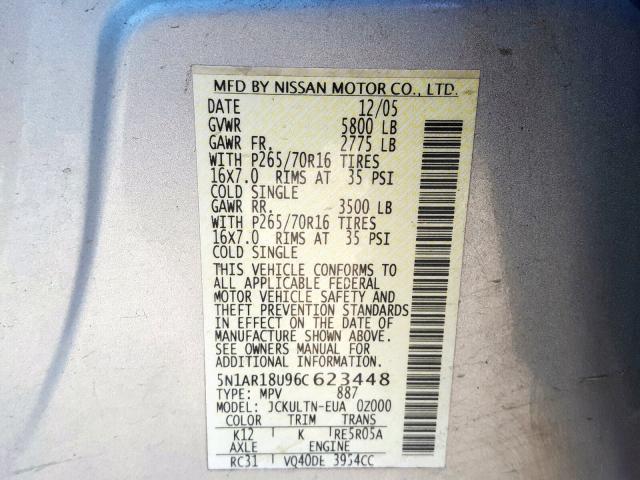 MFD BY NISSAN MOTOR CO., LTD.
DATE 12/05
GVWR 5800 LB
GAWR FR. 2775 LB
WITH P265/70R16 TIRES
16X7.0 RIMS AT 35 PSI
COLD SINGLE
GAWR RR. 3500 LB
WITH P265/70R16 TIRES
16X7.0 RIMS AT 35 PSI
COLD SINGLE
THIS VEHICLE CONFORMS TO
ALL APPLICABLE FEDERAL
MOTOR VEHICLE SAFETY AND
THEFT PREVENTION STANDARDS
IN EFFECT ON THE DATE OF
MANUFACTURE SHOWN ABOVE.
SEE OWNERS MANUAL FOR
ADDITIONAL INFORMATION.
5N1AR18U96C623448
TYPE: MPV 887
MODEL: JCKULTN-EUA 0Z000
COLOR TRIM TRANS
K12 K RE5R05A
AXLE ENGINE
RC31 VQ40DE 3954CC